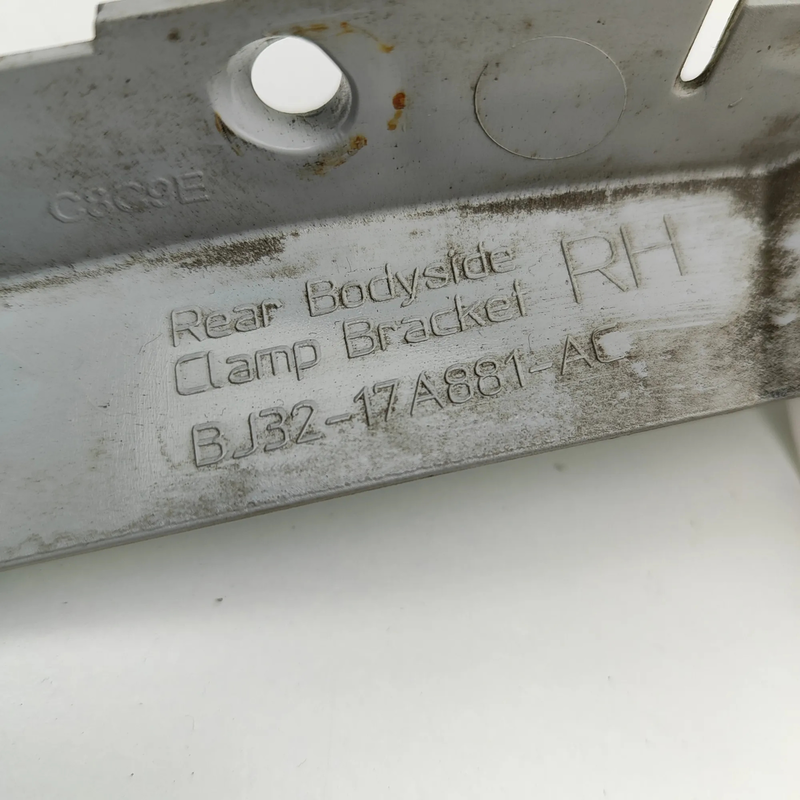 C8C9E
Rear Bodyside
Clamp Bracket RH
BJ32-17A881-AC